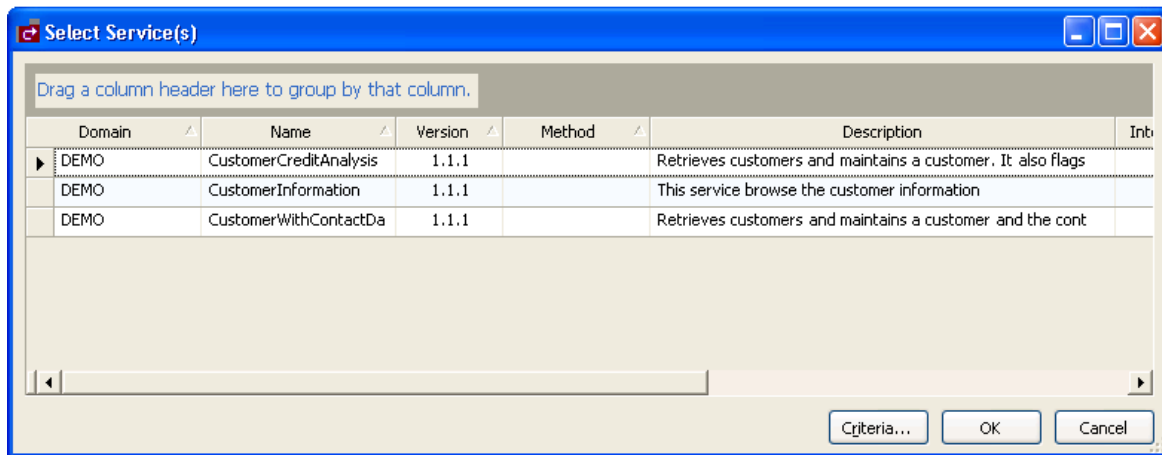 Select Service(s)
Drag a column header here to group by that column.
Domain Name Version Method Description Inte
DEMO CustomerCreditAnalysis 1.1.1 Retrieves customers and maintains a customer. It also flags
DEMO CustomerInformation 1.1.1 This service browse the customer information
DEMO CustomerWithContactDa 1.1.1 Retrieves customers and maintains a customer and the cont
Criteria... OK Cancel